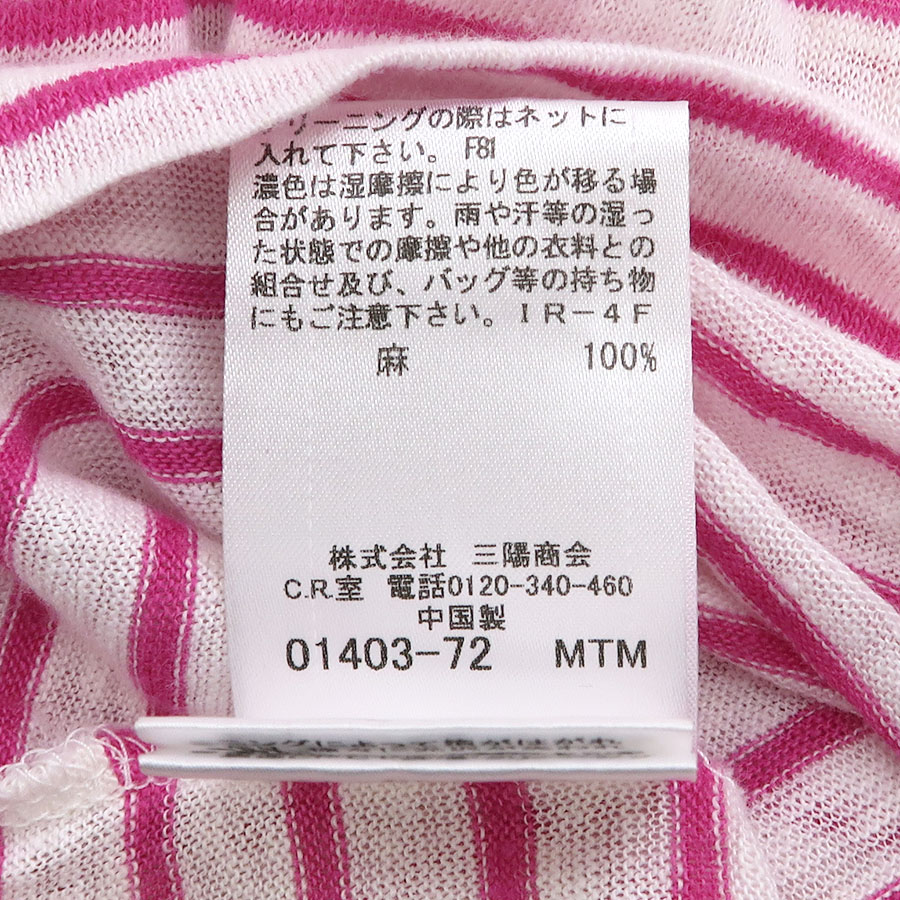 クリーニングの際はネットに
入れて下さい。F81
濃色は湿摩擦により色が移る場
合があります。雨や汗等の湿っ
た状態での摩擦や他の衣料との
組合せ及び、バッグ等の持ち物
にもご注意下さい。IR-4F
麻 100%
株式会社 三陽商会
C.R.室 電話0120-340-460
中国製
01403-72 MTM